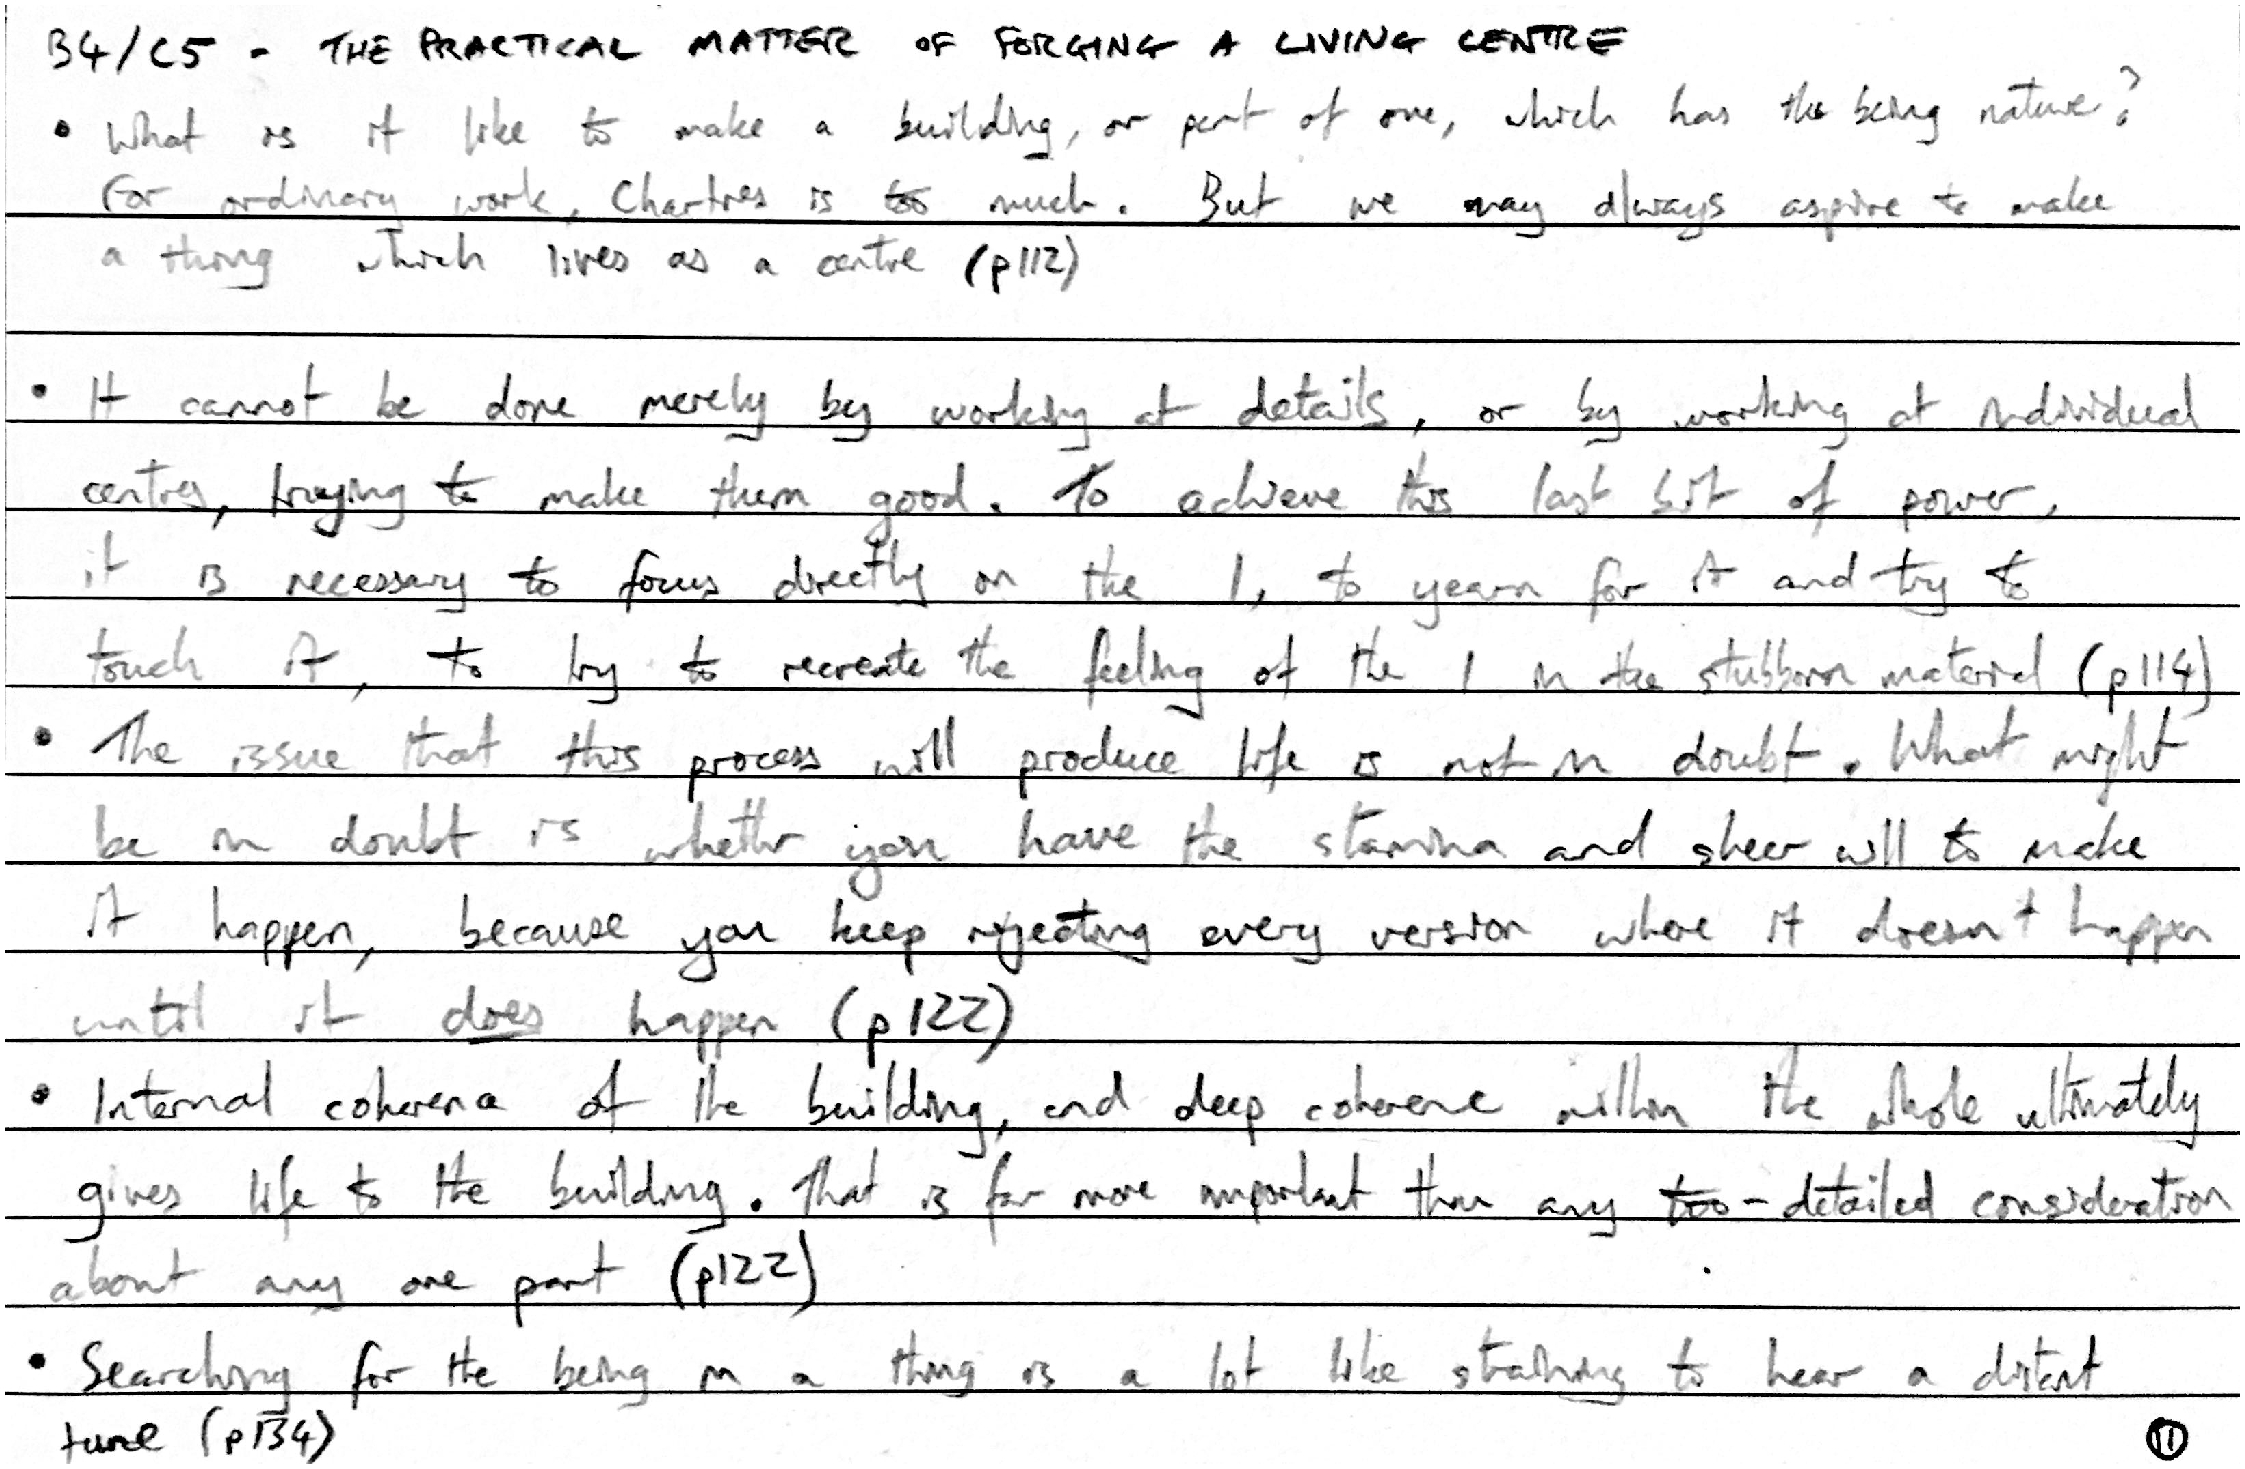 B4/C5 - THE PRACTICAL MATTER OF FORGING A LIVING CENTRE
• What is it like to make a building, or part of one, which has the being nature?
For ordinary work, Chartres is too much. But we may always aspire to make
a thing which lives as a centre (p112)
• It cannot be done merely by working at details, or by working at individual
centres, trying to make them good. To achieve this last bit of power,
it is necessary to focus directly on the I, to yearn for it and try to
touch it, to try to recreate the feeling of the I in the stubborn material (p114)
• The issue that this process will produce life is not in doubt. What might
be in doubt is whether you have the stamina and sheer will to make
it happen, because you keep rejecting every version where it doesn't happen
until it does happen (p122)
• Internal coherence of the building, and deep coherence within the whole ultimately
gives life to the building. That is far more important than any too-detailed consideration
about any one part (p122)
• Searching for the being in a thing is a lot like straining to hear a distant
tune (p134)
11